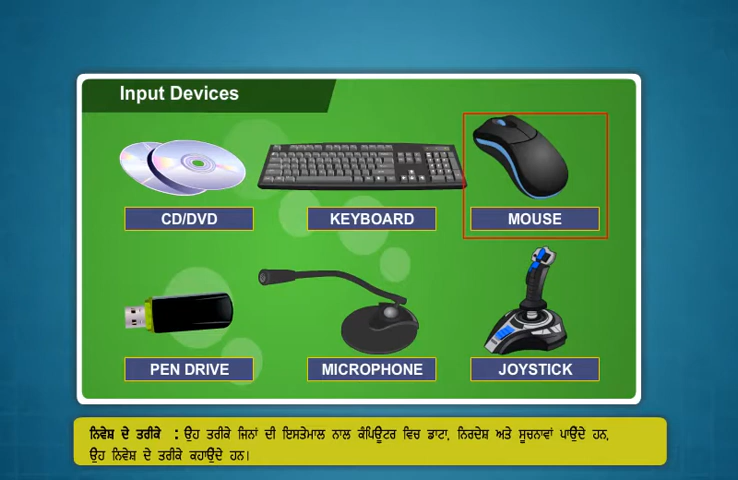 Input Devices
CD/DVD
KEYBOARD
MOUSE
PEN DRIVE
MICROPHONE
JOYSTICK
ਨਿਵੇਸ਼ ਦੇ ਤਰੀਕੇ : ਉਹ ਤਰੀਕੇ ਜਿਨਾਂ ਦੀ ਇਸਤੇਮਾਲ ਨਾਲ ਕੰਪਿਊਟਰ ਵਿਚ ਡਾਟਾ, ਨਿਰਦੇਸ਼ ਅਤੇ ਸੂਚਨਾਵਾਂ ਪਾਉਂਦੇ ਹਨ,
ਉਹ ਨਿਵੇਸ਼ ਦੇ ਤਰੀਕੇ ਕਹਾਉਂਦੇ ਹਨ।